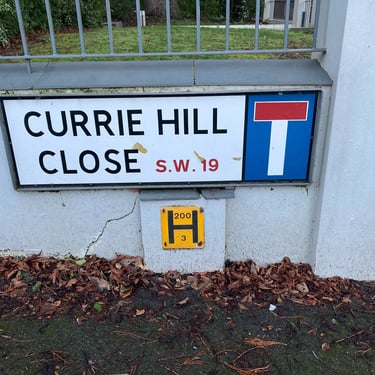 CURRIE HILL
CLOSE S.W. 19
200
H
3